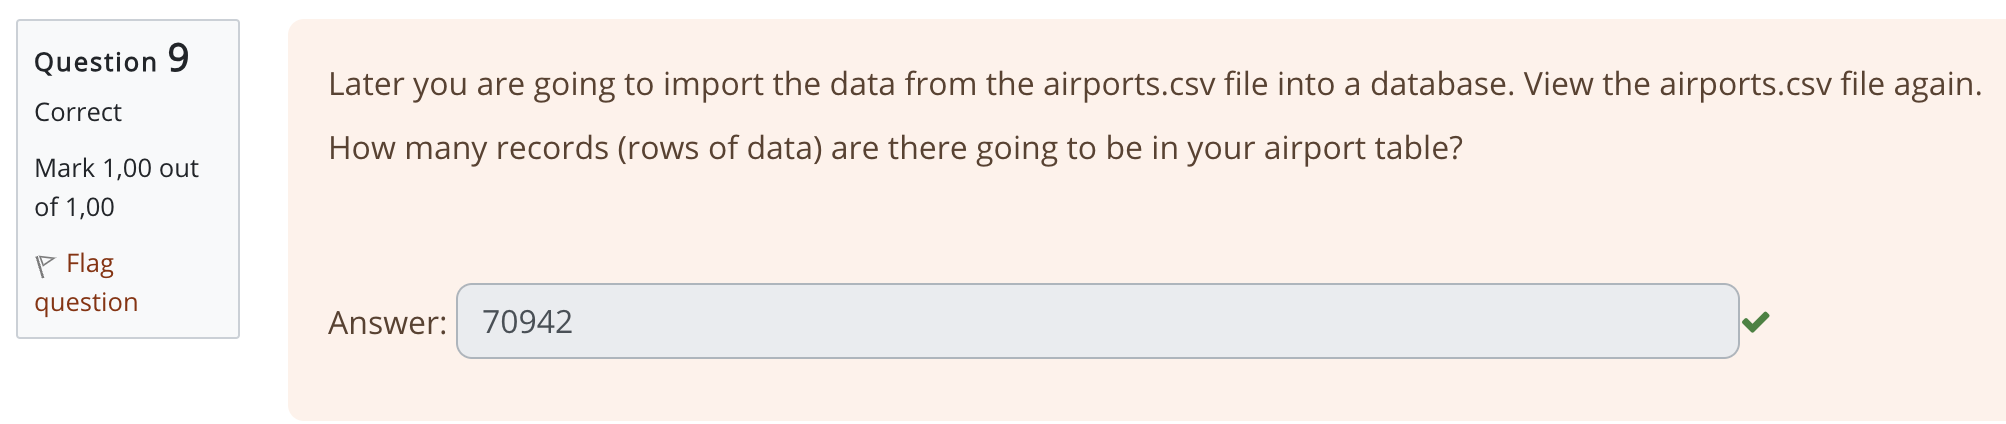 Question 9
Correct
Mark 1,00 out
of 1,00
Flag
question
Later you are going to import the data from the airports.csv file into a database. View the airports.csv file again.
How many records (rows of data) are there going to be in your airport table?
Answer: 70942